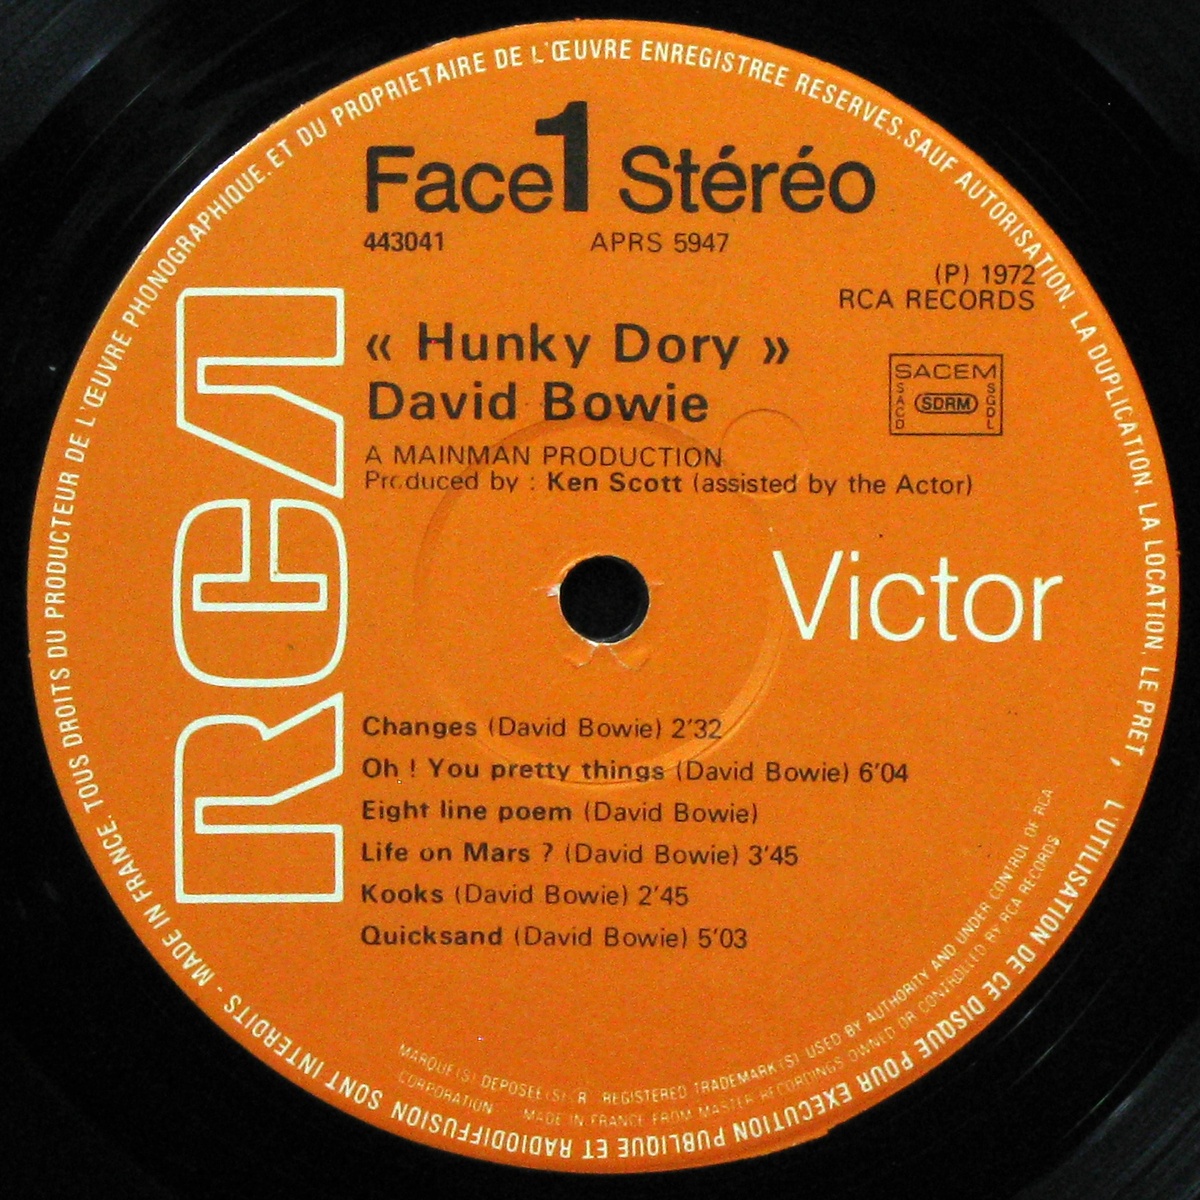 Face 1 Stéréo
443041 APRS 5947
(P) 1972
RCA RECORDS
« Hunky Dory »
David Bowie
SACEM
SACD SDRM SGDL
A MAINMAN PRODUCTION
Produced by : Ken Scott (assisted by the Actor)
RCA
Victor
Changes (David Bowie) 2'32
Oh ! You pretty things (David Bowie) 6'04
Eight line poem (David Bowie)
Life on Mars ? (David Bowie) 3'45
Kooks (David Bowie) 2'45
Quicksand (David Bowie) 5'03
MARQUE(S) DEPOSEE(S). R REGISTERED TRADEMARK(S) USED BY AUTHORITY AND UNDER CONTROL OF RCA
CORPORATION MADE IN FRANCE FROM MASTER RECORDINGS OWNED OR CONTROLLED BY RCA RECORDS
MADE IN FRANCE. TOUS DROITS DU PRODUCTEUR DE L'ŒUVRE PHONOGRAPHIQUE. ET DU PROPRIETAIRE DE L'ŒUVRE ENREGISTREE RESERVES. SAUF AUTORISATION. LA DUPLICATION. LA LOCATION. LE PRET, L'UTILISATION DE CE DISQUE POUR EXECUTION PUBLIQUE ET RADIODIFFUSION SONT INTERDITS -